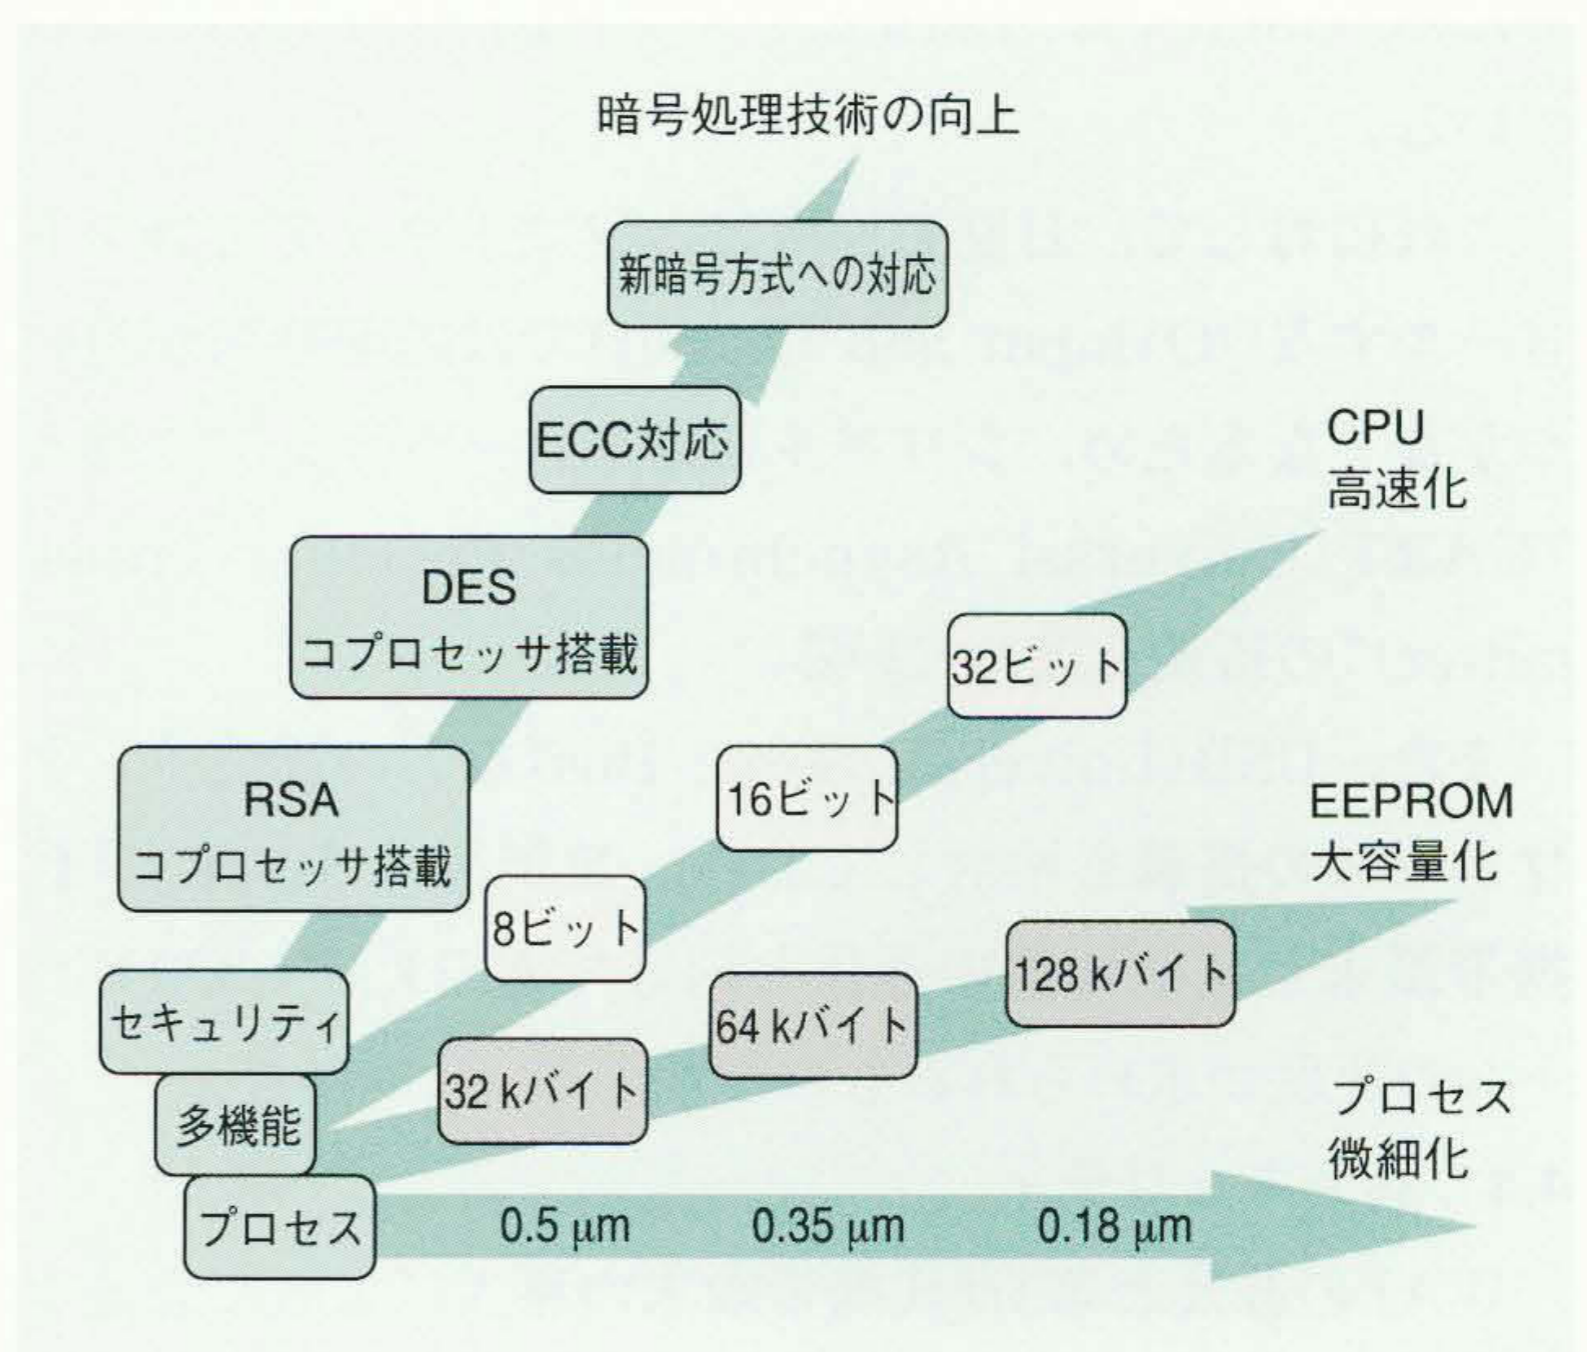 暗号処理技術の向上
新暗号方式への対応
ECC対応
DES
コプロセッサ搭載
RSA
コプロセッサ搭載
セキュリティ
多機能
プロセス
CPU
高速化
32ビット
16ビット
8ビット
EEPROM
大容量化
128 kバイト
64 kバイト
32 kバイト
プロセス
微細化
0.5 μm
0.35 μm
0.18 μm